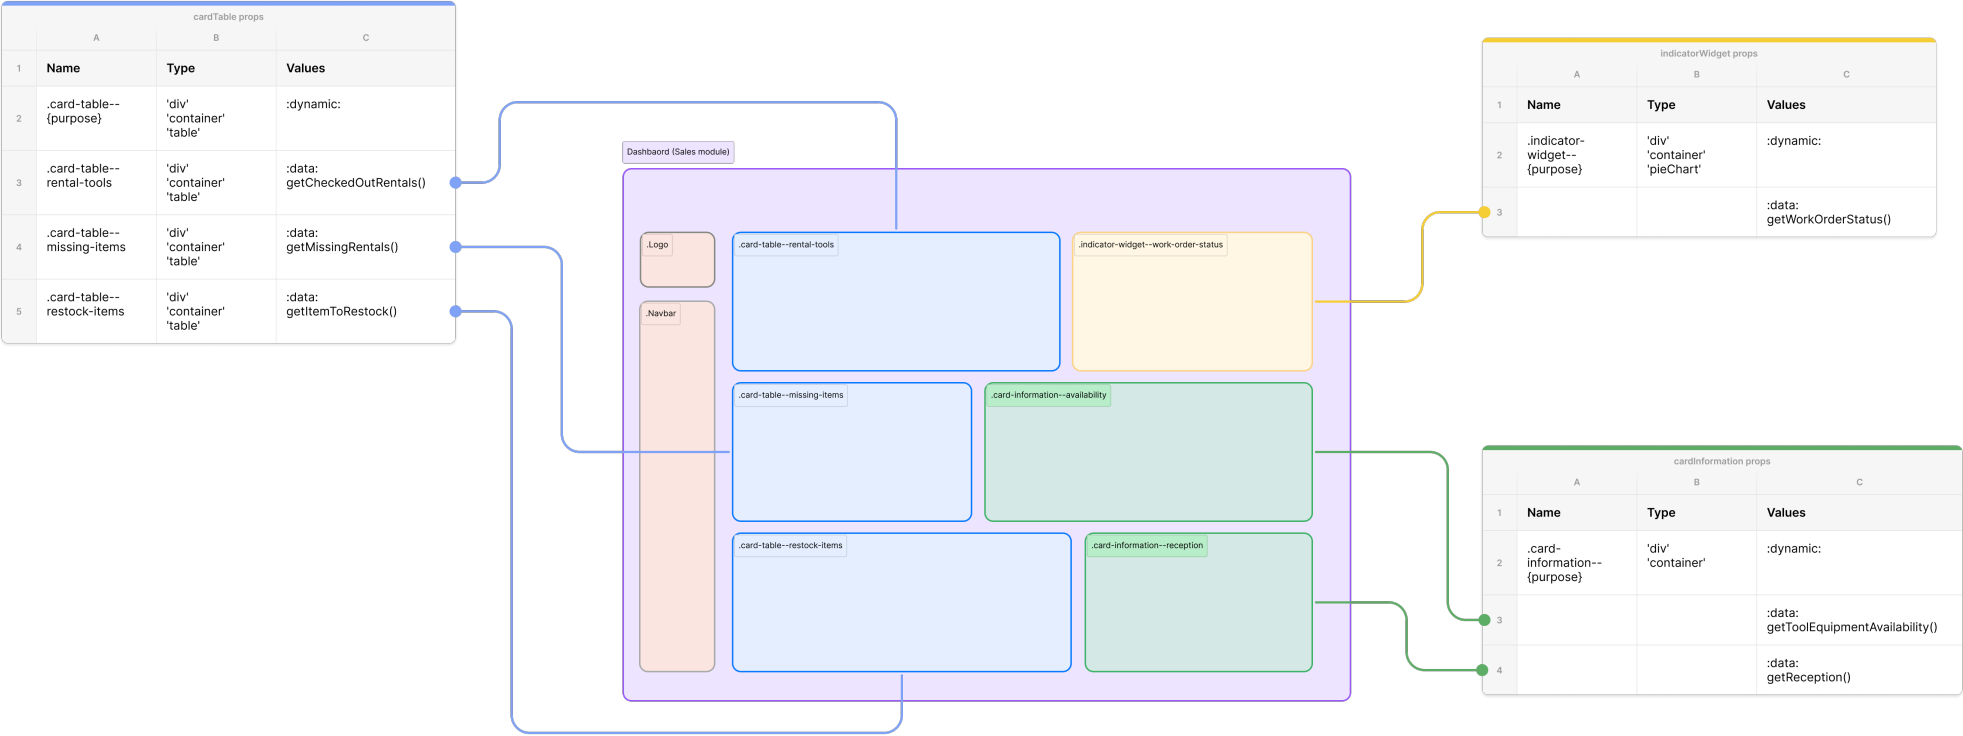 cardTable props
A B C
1 Name Type Values
2 .card-table-- 'div' :dynamic:
{purpose} 'container'
'table'
3 .card-table-- 'div' :data:
rental-tools 'container' getCheckedOutRentals()
'table'
4 .card-table-- 'div' :data:
missing-items 'container' getMissingRentals()
'table'
5 .card-table-- 'div' :data:
restock-items 'container' getItemToRestock()
'table'
Dashbaord (Sales module)
.Logo
.Navbar
.card-table--rental-tools
.indicator-widget--work-order-status
.card-table--missing-items
.card-information--availability
.card-table--restock-items
.card-information--reception
indicatorWidget props
A B C
1 Name Type Values
2 .indicator- 'div' :dynamic:
widget-- 'container'
{purpose} 'pieChart'
3 :data:
getWorkOrderStatus()
cardInformation props
A B C
1 Name Type Values
2 .card- 'div' :dynamic:
information-- 'container'
{purpose}
3 :data:
getToolEquipmentAvailability()
4 :data:
getReception()